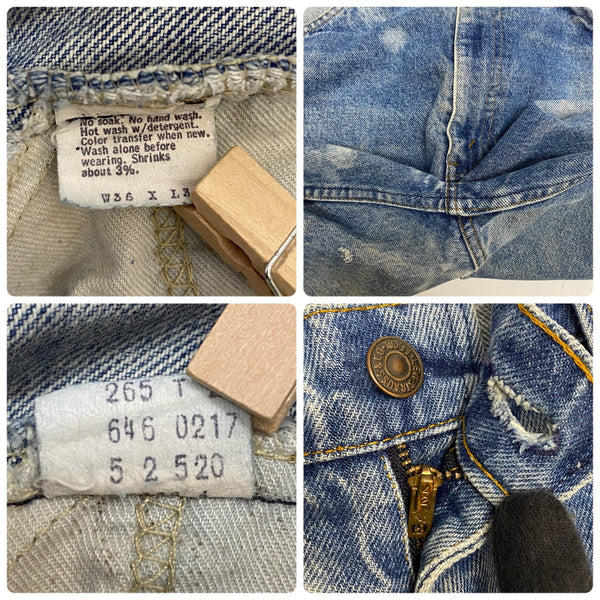 No soak. No hand wash.
Hot wash w/detergent.
Color transfer when new.
Wash alone before
wearing. Shrinks
about 3%.
W36 X L3
265 T
646 0217
5 2 520
STRAUSS & CO